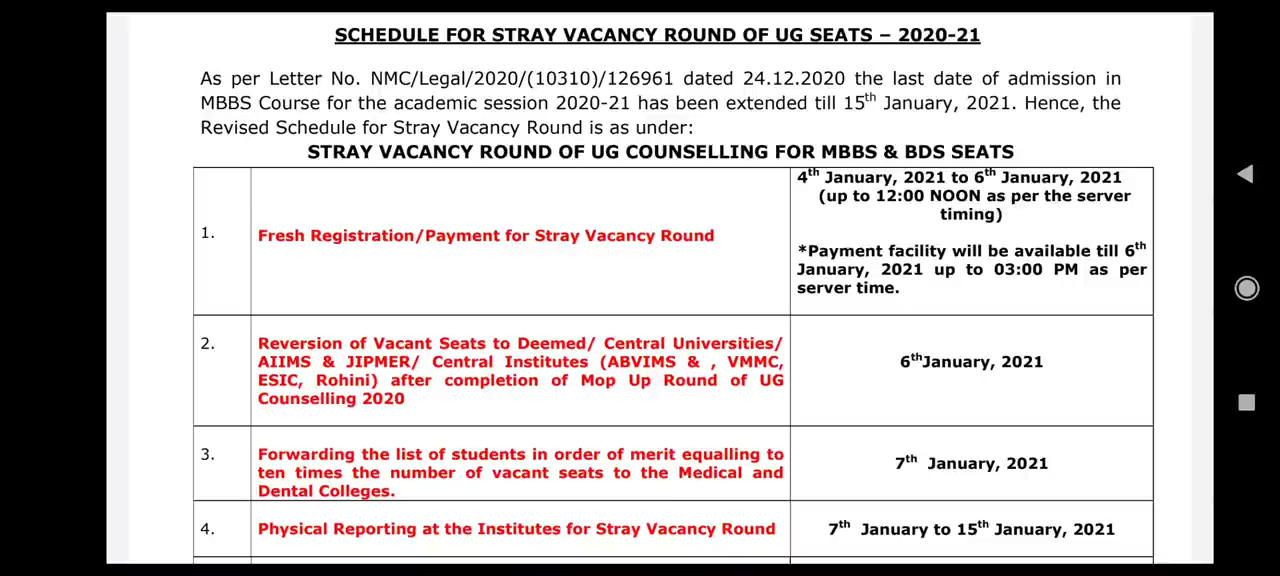 SCHEDULE FOR STRAY VACANCY ROUND OF UG SEATS – 2020-21
As per Letter No. NMC/Legal/2020/(10310)/126961 dated 24.12.2020 the last date of admission in
MBBS Course for the academic session 2020-21 has been extended till 15th January, 2021. Hence, the
Revised Schedule for Stray Vacancy Round is as under:
STRAY VACANCY ROUND OF UG COUNSELLING FOR MBBS & BDS SEATS
1.
Fresh Registration/Payment for Stray Vacancy Round
4th January, 2021 to 6th January, 2021
(up to 12:00 NOON as per the server
timing)
*Payment facility will be available till 6th
January, 2021 up to 03:00 PM as per
server time.
2.
Reversion of Vacant Seats to Deemed/ Central Universities/
AIIMS & JIPMER/ Central Institutes (ABVIMS & , VMMC,
ESIC, Rohini) after completion of Mop Up Round of UG
Counselling 2020
6thJanuary, 2021
3.
Forwarding the list of students in order of merit equalling to
ten times the number of vacant seats to the Medical and
Dental Colleges.
7th January, 2021
4.
Physical Reporting at the Institutes for Stray Vacancy Round
7th January to 15th January, 2021